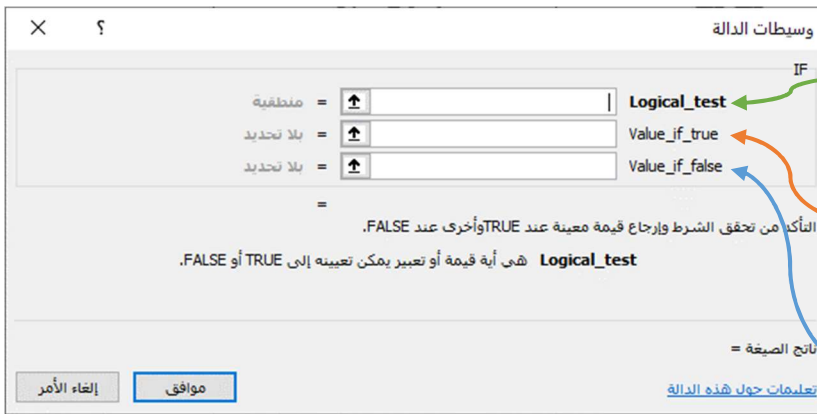 وسيطات الدالة ؟
IF
Logical_test = منطقية
Value_if_true = بلا تحديد
Value_if_false = بلا تحديد
=
التأكد من تحقق الشرط وإرجاع قيمة معينة عند TRUEوأخرى عند FALSE.
Logical_test هي أية قيمة أو تعبير يمكن تعيينه إلى TRUE أو FALSE.
ناتج الصيغة =
تعليمات حول هذه الدالة
موافق
إلغاء الأمر